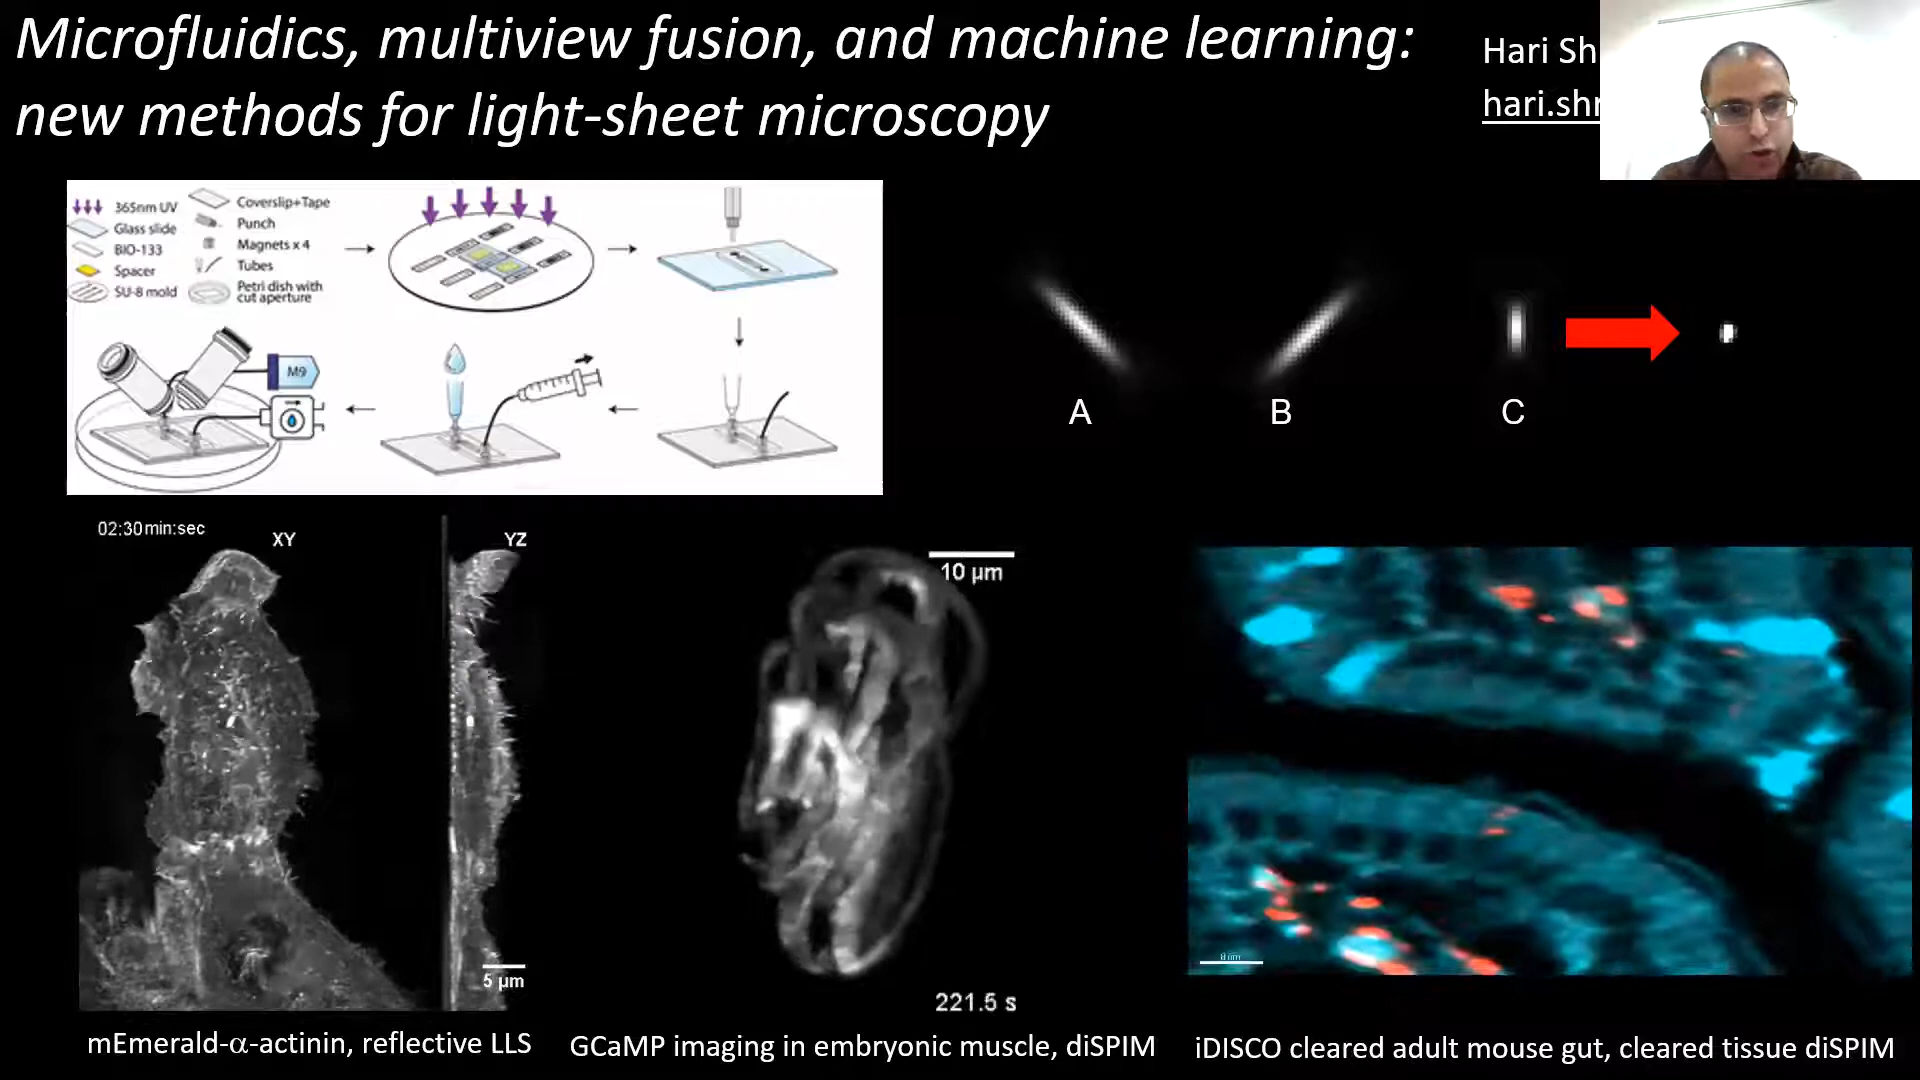 Microfluidics, multiview fusion, and machine learning:
new methods for light-sheet microscopy
Hari Sh
hari.shr
365nm UV
Glass slide
BIO-133
Spacer
SU-8 mold
Coverslip+Tape
Punch
Magnets x 4
Tubes
Petri dish with
cut aperture
M9
A
B
C
02:30min:sec
XY
YZ
5 µm
10 µm
221.5 s
mEmerald-α-actinin, reflective LLS
GCaMP imaging in embryonic muscle, diSPIM
iDISCO cleared adult mouse gut, cleared tissue diSPIM